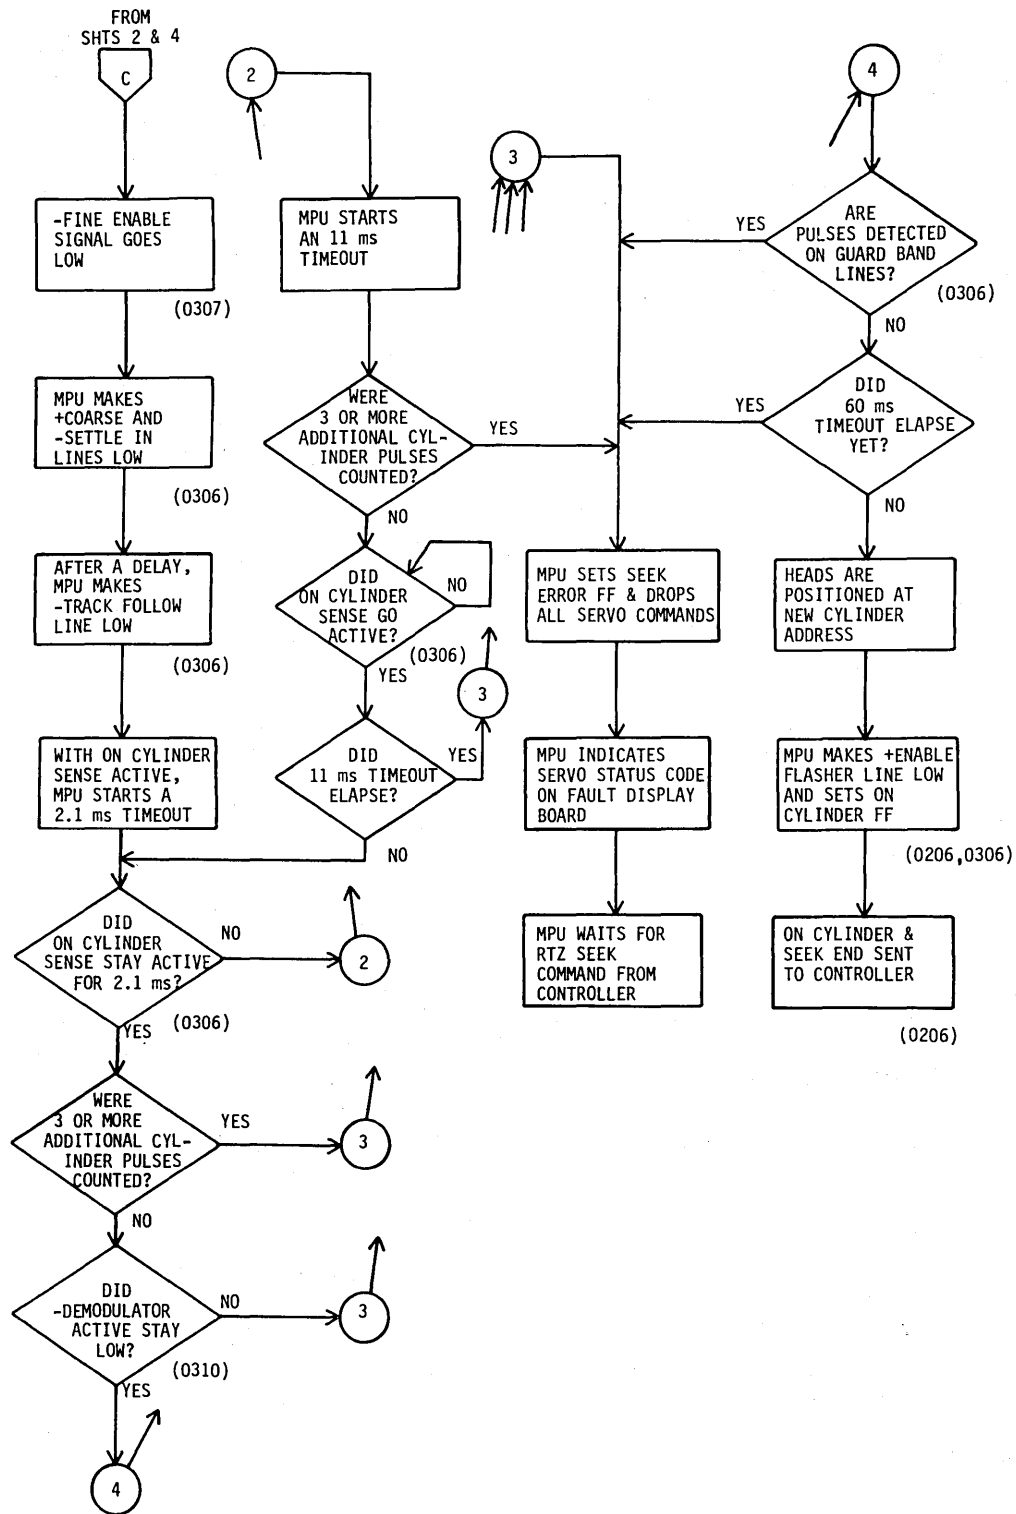 FROM
SHTS 2 & 4
C
-FINE ENABLE
SIGNAL GOES
LOW
(0307)
MPU MAKES
+COARSE AND
-SETTLE IN
LINES LOW
(0306)
AFTER A DELAY,
MPU MAKES
-TRACK FOLLOW
LINE LOW
(0306)
WITH ON CYLINDER
SENSE ACTIVE,
MPU STARTS A
2.1 ms TIMEOUT
DID
ON CYLINDER
SENSE STAY ACTIVE
FOR 2.1 ms?
NO
2
(0306)
YES
WERE
3 OR MORE
ADDITIONAL CYL-
INDER PULSES
COUNTED?
YES
3
NO
DID
-DEMODULATOR
ACTIVE STAY
LOW?
NO
3
(0310)
YES
4
2
MPU STARTS
AN 11 ms
TIMEOUT
WERE
3 OR MORE
ADDITIONAL CYL-
INDER PULSES
COUNTED?
YES
NO
DID
ON CYLINDER
SENSE GO
ACTIVE?
NO
(0306)
YES
3
DID
11 ms TIMEOUT
ELAPSE?
YES
NO
3
MPU SETS SEEK
ERROR FF & DROPS
ALL SERVO COMMANDS
MPU INDICATES
SERVO STATUS CODE
ON FAULT DISPLAY
BOARD
MPU WAITS FOR
RTZ SEEK
COMMAND FROM
CONTROLLER
4
ARE
PULSES DETECTED
ON GUARD BAND
LINES?
YES
(0306)
NO
DID
60 ms
TIMEOUT ELAPSE
YET?
YES
NO
HEADS ARE
POSITIONED AT
NEW CYLINDER
ADDRESS
MPU MAKES +ENABLE
FLASHER LINE LOW
AND SETS ON
CYLINDER FF
(0206,0306)
ON CYLINDER &
SEEK END SENT
TO CONTROLLER
(0206)